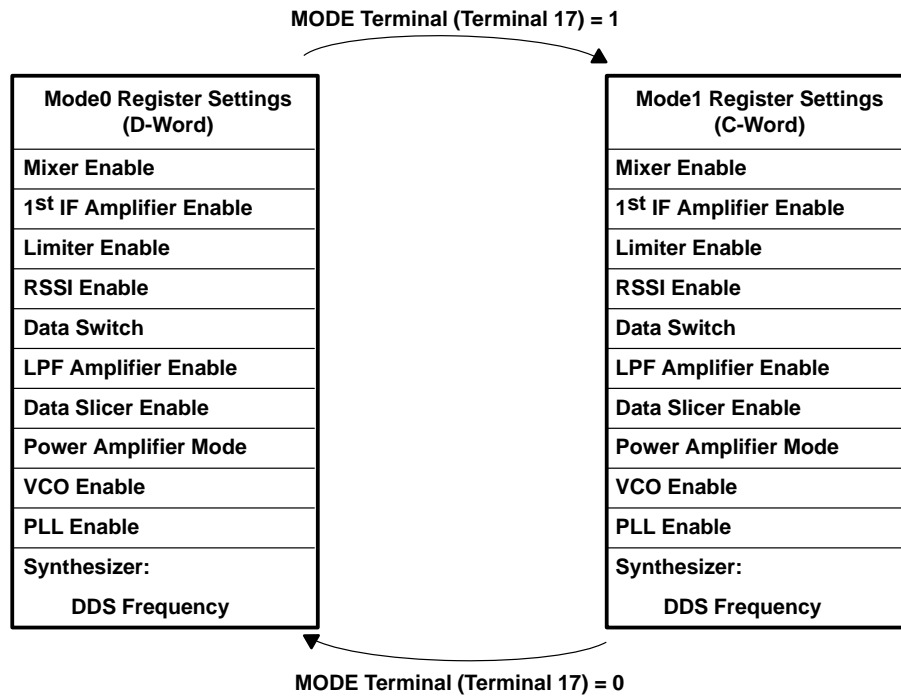 MODE Terminal (Terminal 17) = 1
Mode0 Register Settings
(D-Word)
Mixer Enable
1st IF Amplifier Enable
Limiter Enable
RSSI Enable
Data Switch
LPF Amplifier Enable
Data Slicer Enable
Power Amplifier Mode
VCO Enable
PLL Enable
Synthesizer:
DDS Frequency
Mode1 Register Settings
(C-Word)
Mixer Enable
1st IF Amplifier Enable
Limiter Enable
RSSI Enable
Data Switch
LPF Amplifier Enable
Data Slicer Enable
Power Amplifier Mode
VCO Enable
PLL Enable
Synthesizer:
DDS Frequency
MODE Terminal (Terminal 17) = 0